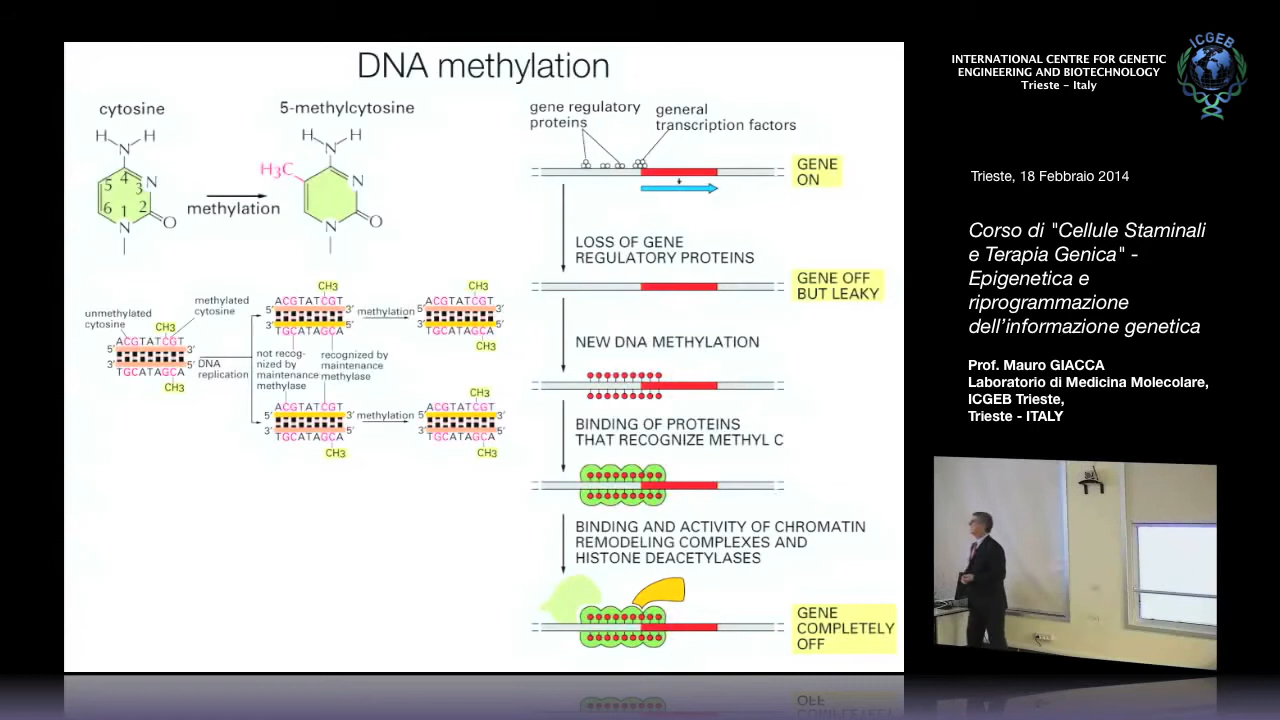 DNA methylation
cytosine
H
H
N
5
4
3
N
6
1
2
N
O
methylation
5-methylcytosine
H
H
N
H3C
N
N
O
unmethylated
cytosine
methylated
cytosine
CH3
ACGTATCGT
5′
3′
3′
5′
TGCATAGCA
CH3
DNA
replication
CH3
ACGTATCGT
5′
3′
3′
5′
TGCATAGCA
not recog-
nized by
maintenance
methylase
recognized by
maintenance
methylase
ACGTATCGT
5′
3′
3′
5′
TGCATAGCA
CH3
methylation
CH3
ACGTATCGT
5′
3′
3′
5′
TGCATAGCA
CH3
methylation
CH3
ACGTATCGT
5′
3′
3′
5′
TGCATAGCA
CH3
gene regulatory
proteins
general
transcription factors
GENE
ON
LOSS OF GENE
REGULATORY PROTEINS
GENE OFF
BUT LEAKY
NEW DNA METHYLATION
BINDING OF PROTEINS
THAT RECOGNIZE METHYL C
BINDING AND ACTIVITY OF CHROMATIN
REMODELING COMPLEXES AND
HISTONE DEACETYLASES
GENE
COMPLETELY
OFF
INTERNATIONAL CENTRE FOR GENETIC
ENGINEERING AND BIOTECHNOLOGY
Trieste - Italy
ICGEB
Trieste, 18 Febbraio 2014
Corso di "Cellule Staminali
e Terapia Genica" -
Epigenetica e
riprogrammazione
dell'informazione genetica
Prof. Mauro GIACCA
Laboratorio di Medicina Molecolare,
ICGEB Trieste,
Trieste - ITALY